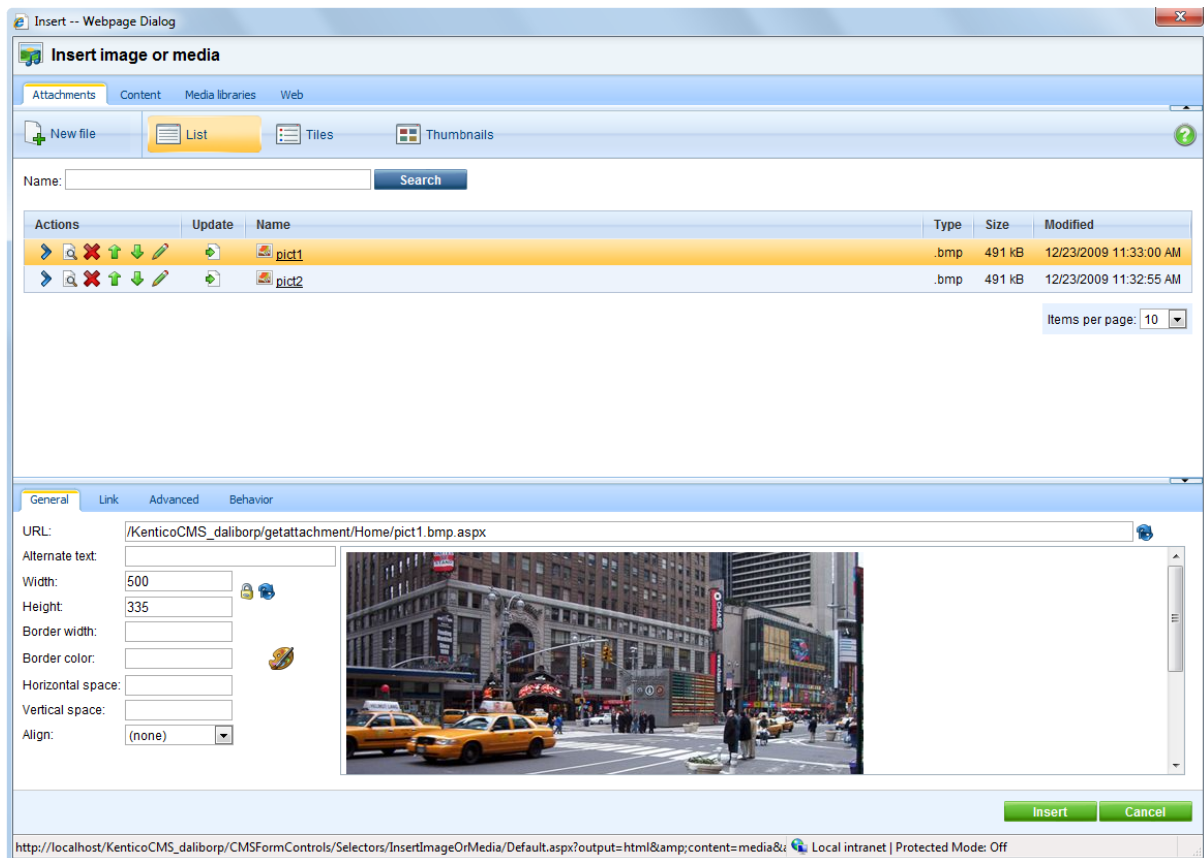 Insert -- Webpage Dialog
Insert image or media
Attachments Content Media libraries Web
New file List Tiles Thumbnails
Name: Search
Actions Update Name Type Size Modified
pict1 .bmp 491 kB 12/23/2009 11:33:00 AM
pict2 .bmp 491 kB 12/23/2009 11:32:55 AM
Items per page: 10
General Link Advanced Behavior
URL: /KenticoCMS_daliborp/getattachment/Home/pict1.bmp.aspx
Alternate text:
Width: 500
Height: 335
Border width:
Border color:
Horizontal space:
Vertical space:
Align: (none)
CHASE
Insert Cancel
http://localhost/KenticoCMS_daliborp/CMSFormControls/Selectors/InsertImageOrMedia/Default.aspx?output=html&amp;content=media&a Local intranet | Protected Mode: Off